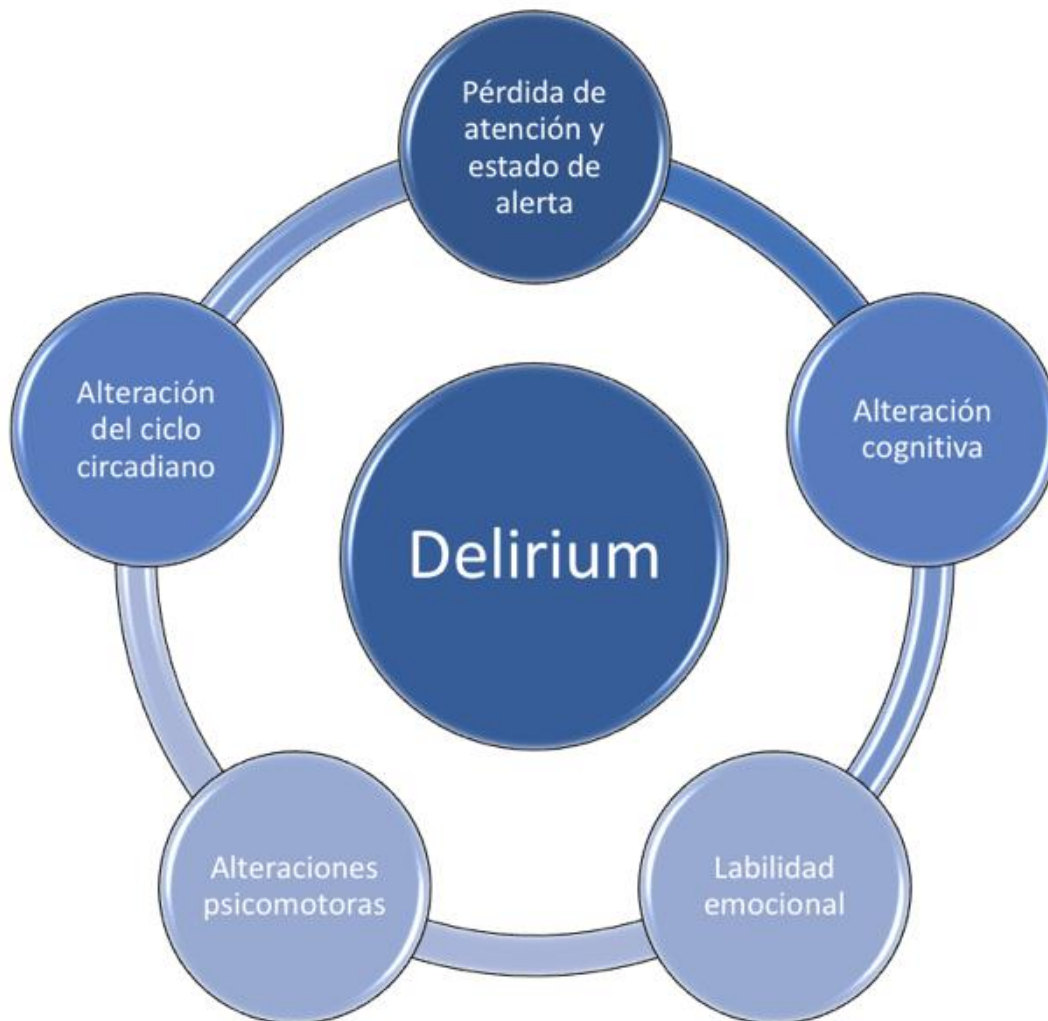 Pérdida de
atención y
estado de
alerta
Alteración
cognitiva
Labilidad
emocional
Alteraciones
psicomotoras
Alteración
del ciclo
circadiano
Delirium